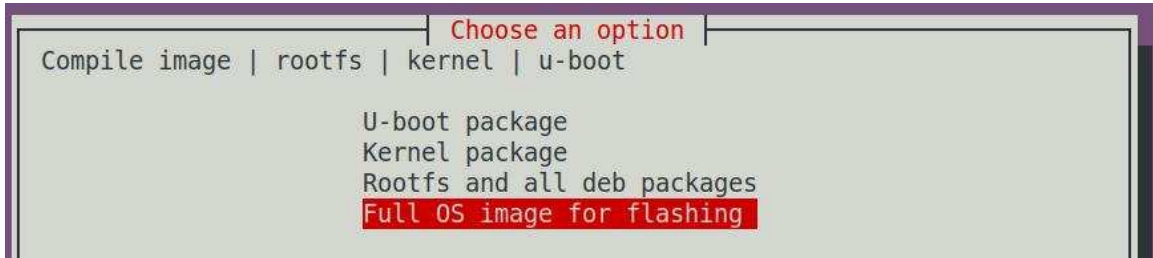 Choose an option
Compile image | rootfs | kernel | u-boot
U-boot package
Kernel package
Rootfs and all deb packages
Full OS image for flashing